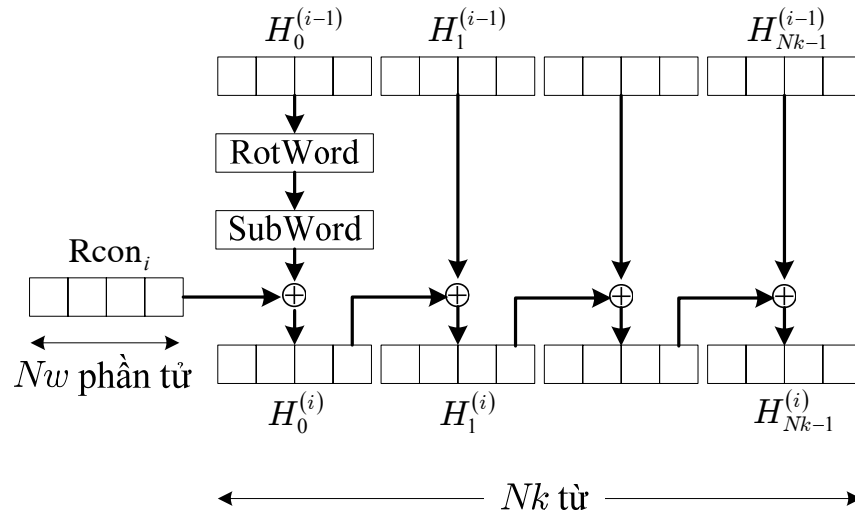 H_0^{(i-1)} H_1^{(i-1)} H_{Nk-1}^{(i-1)}
RotWord
SubWord
Rcon_i
Nw phần tử
H_0^{(i)} H_1^{(i)} H_{Nk-1}^{(i)}
Nk từ